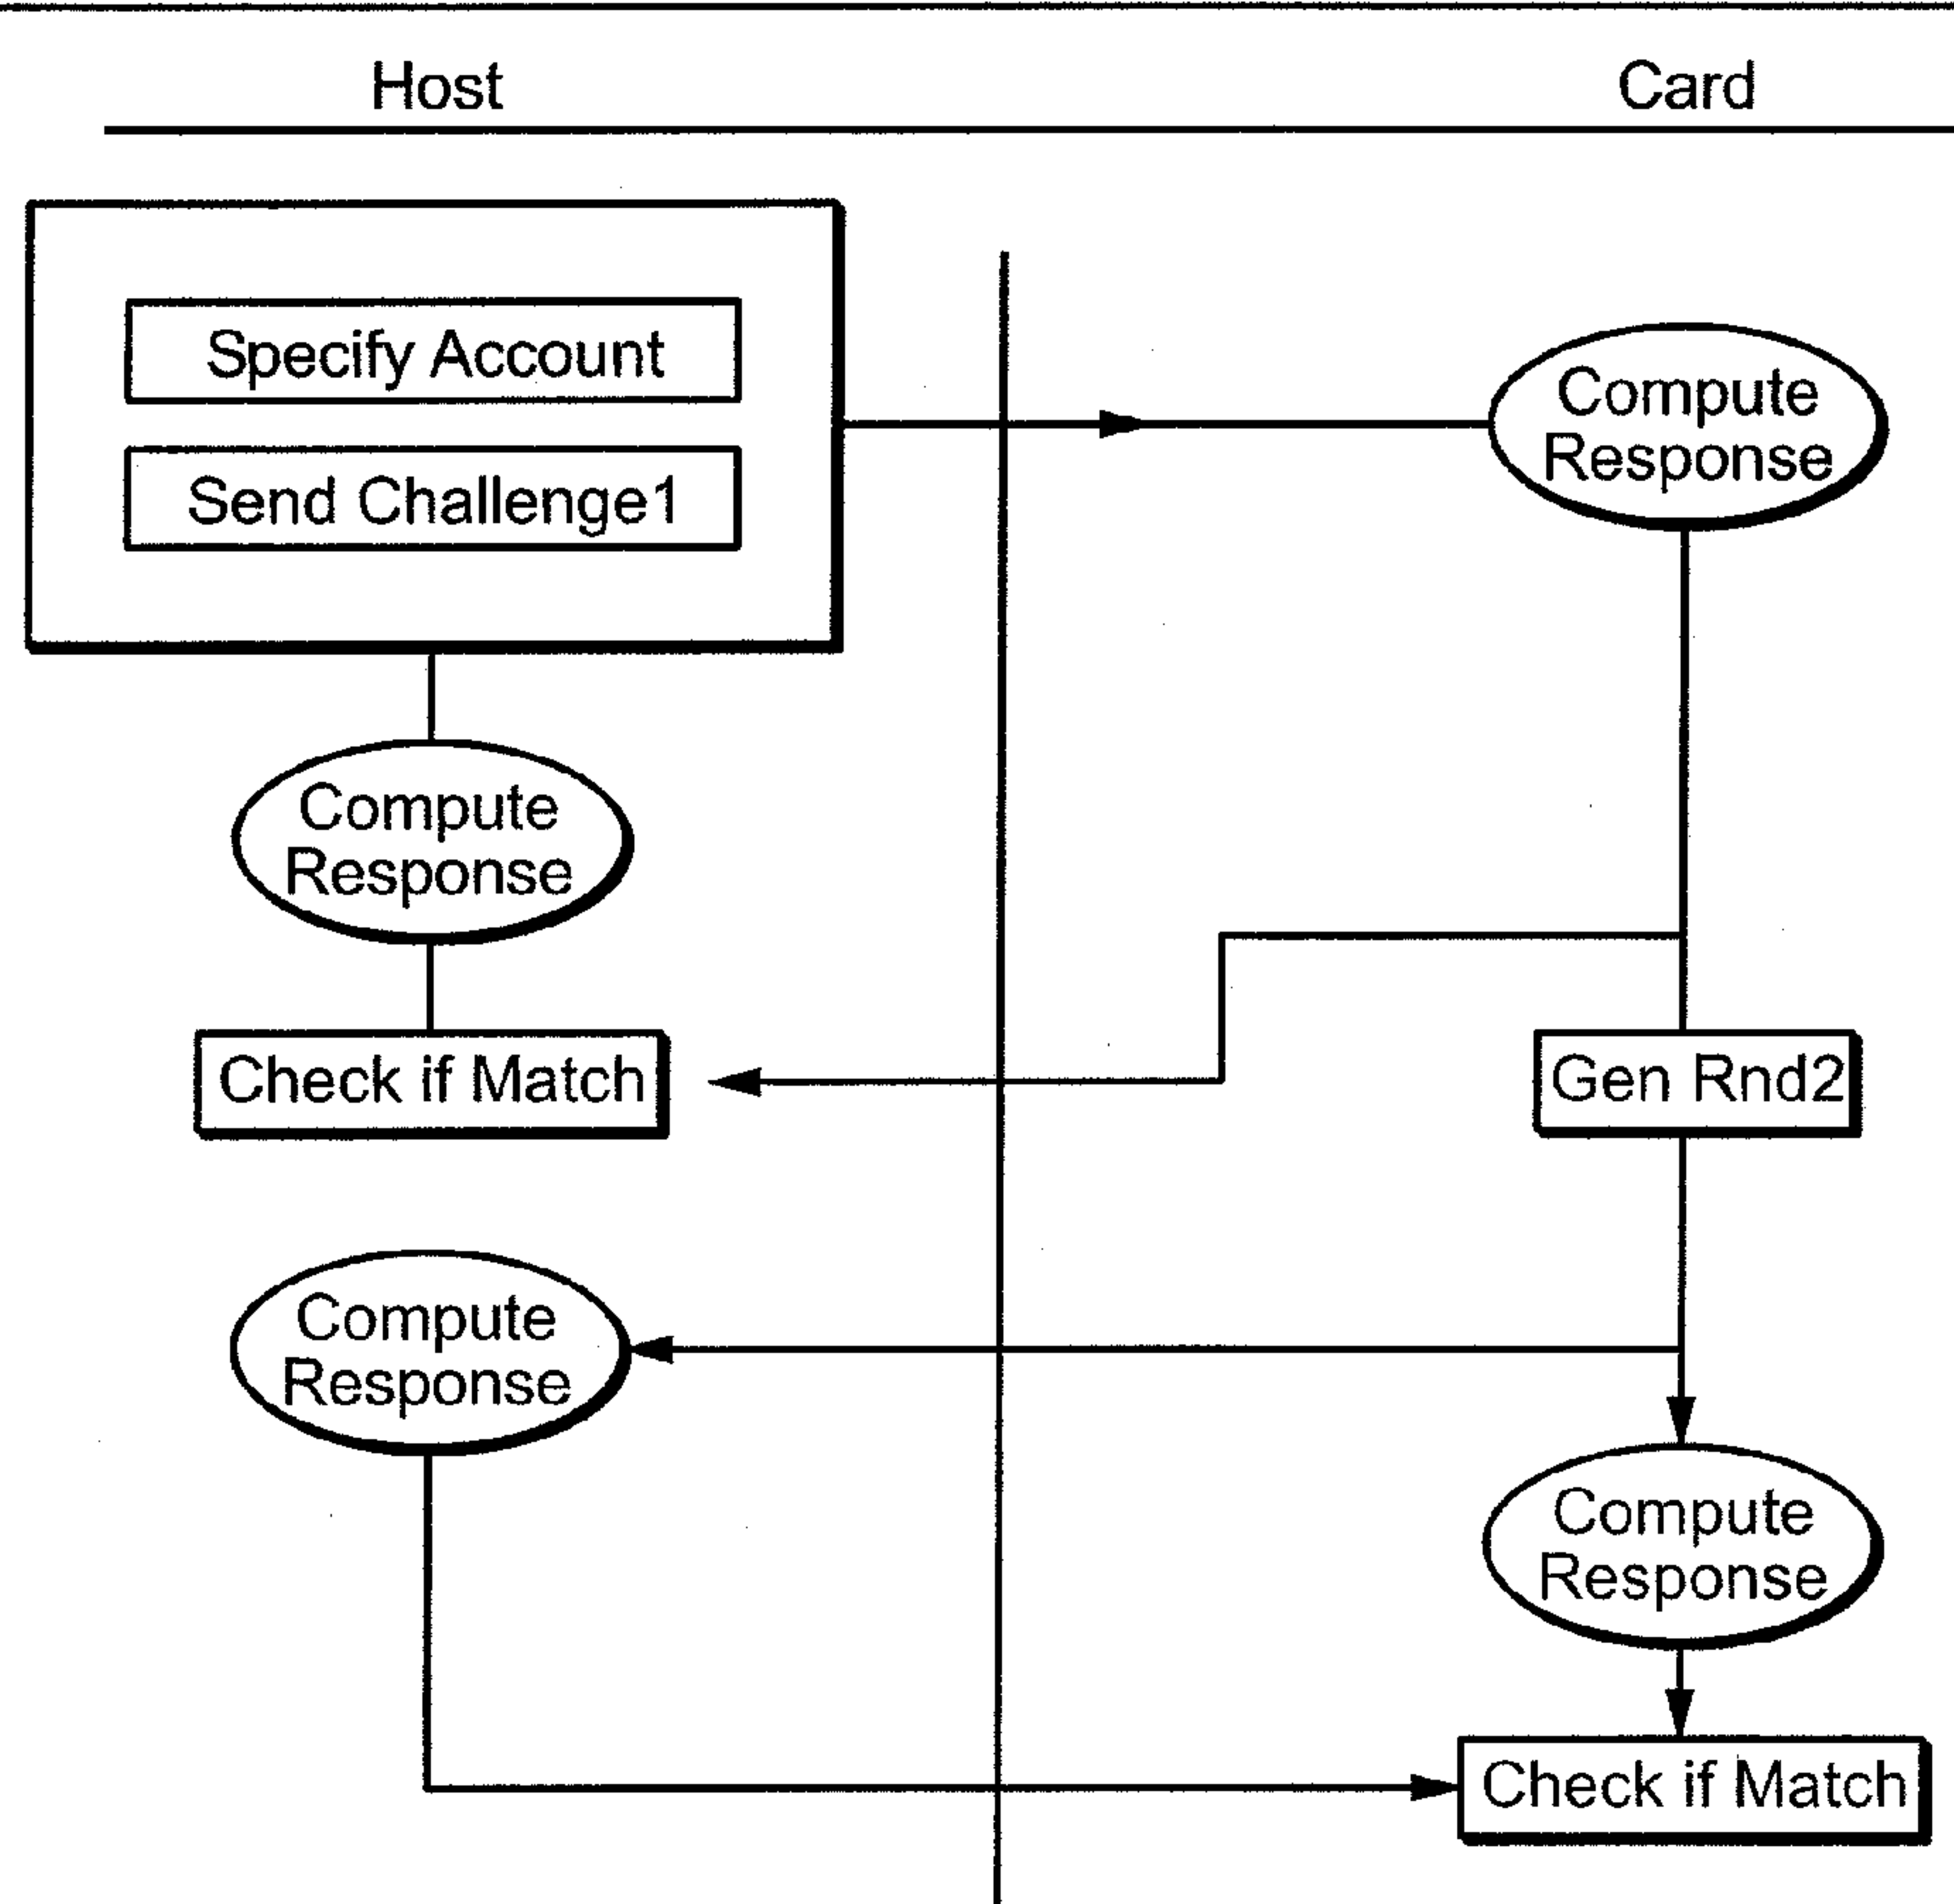 Host
Card
Specify Account
Send Challenge1
Compute
Response
Compute
Response
Check if Match
Gen Rnd2
Compute
Response
Compute
Response
Check if Match